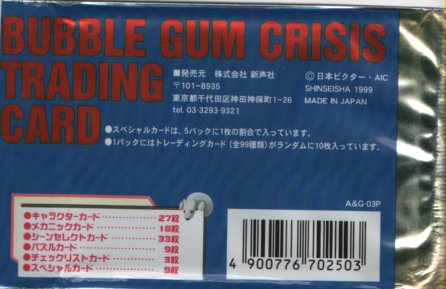 BUBBLE GUM CRISIS
TRADING
CARD
■発売元 株式会社 新声社
〒101-8935
東京都千代田区神田神保町1-26
tel. 03・3293・9321
Ⓒ日本ビクター・AIC
SHINSEISHA 1999
MADE IN JAPAN
●スペシャルカードは、5パックに1枚の割合で入っています。
●1パックにはトレーディングカード(全99種類)がランダムに10枚入っています。
A&G-03P
●キャラクターカード……………27枚
●メカニックカード………………18枚
●シーンセレクトカード…………33枚
●パズルカード……………………9枚
●チェックリストカード…………3枚
●スペシャルカード………………9枚
4 900776 702503